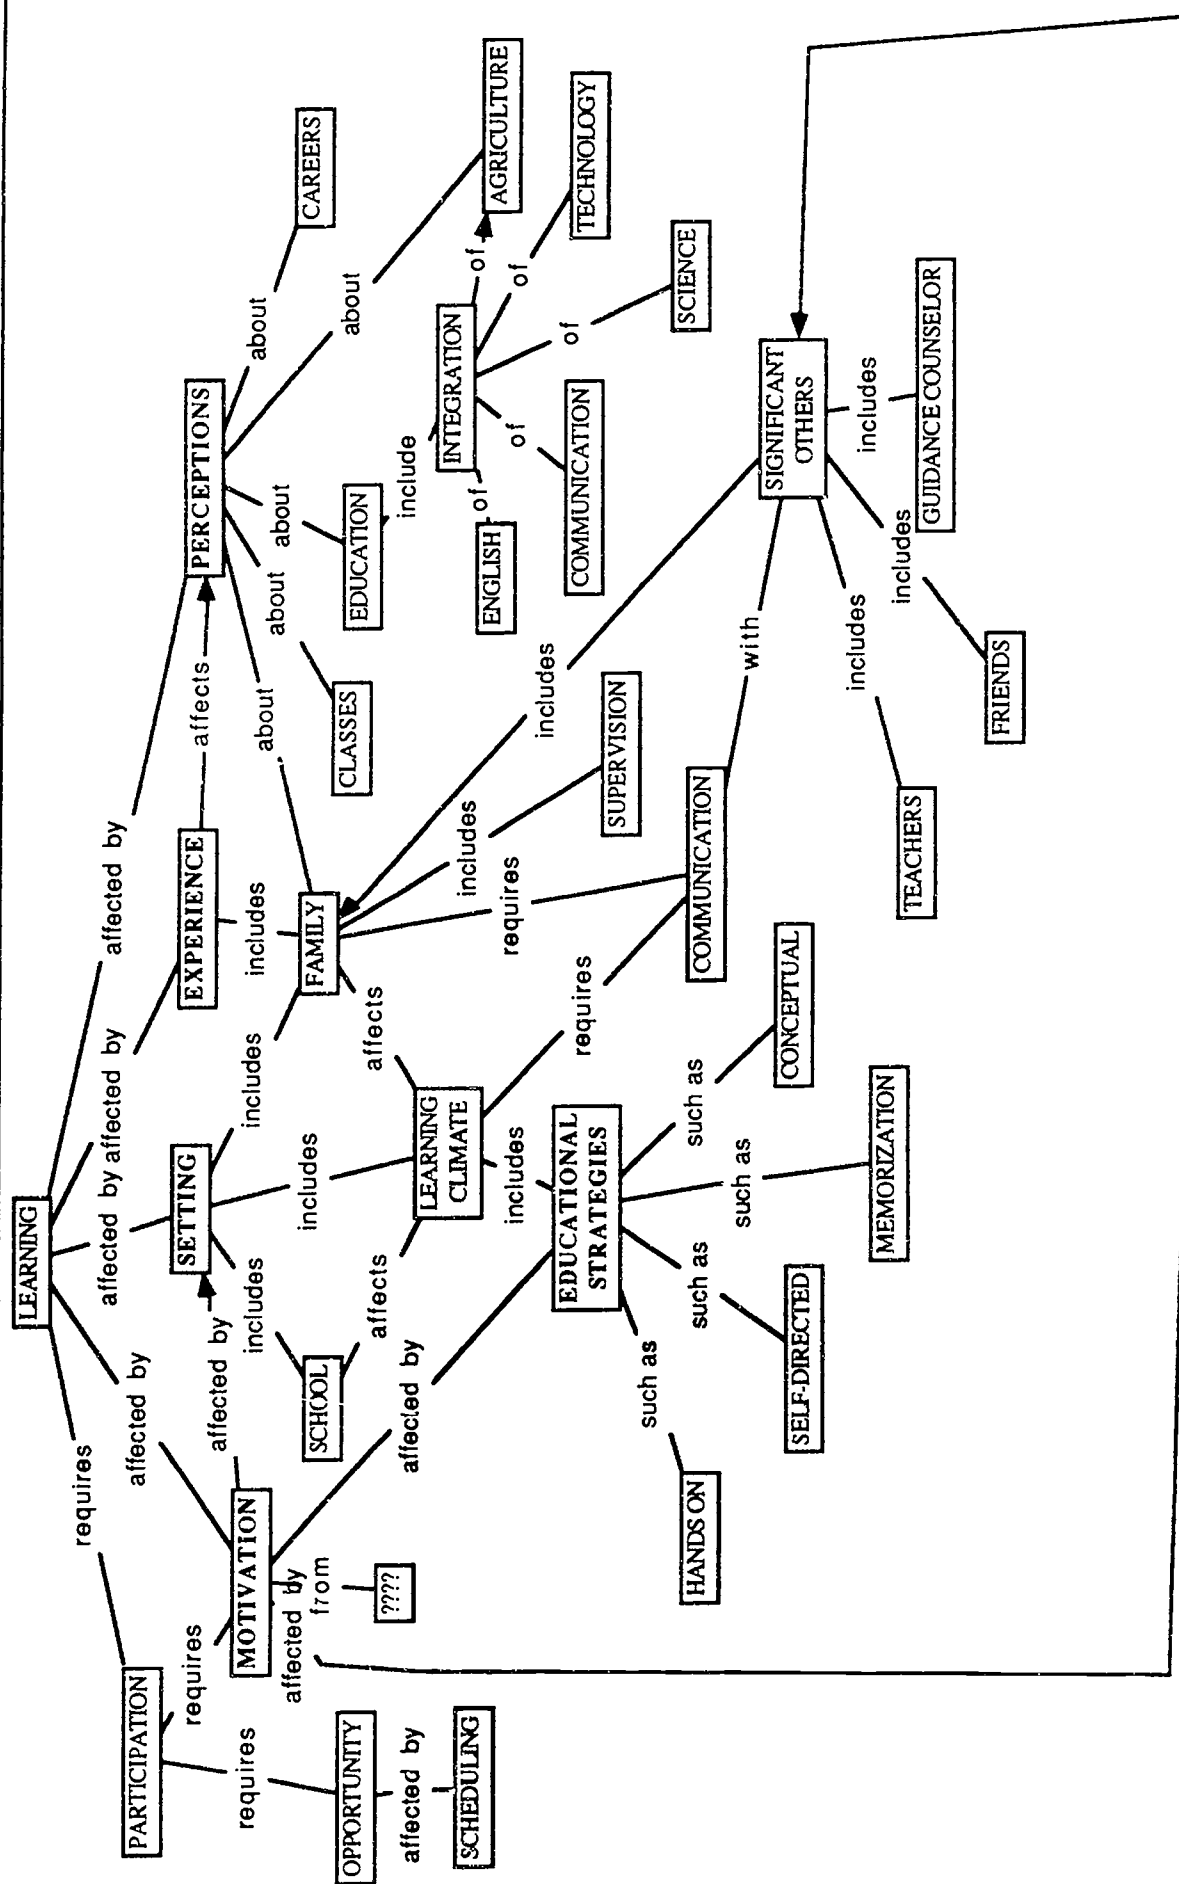 LEARNING
requires
affected by
affected by
affected by
affected by
PARTICIPATION
requires
MOTIVATION
affected by
SETTING
EXPERIENCE
affects
PERCEPTIONS
requires
OPPORTUNITY
affected by
SCHEDULING
affected by
from
????
affected by
includes
includes
includes
includes
about
about
about
about
about
SCHOOL
FAMILY
CLASSES
EDUCATION
CAREERS
affects
affects
include
INTEGRATION
of
of
of
of
of
ENGLISH
COMMUNICATION
SCIENCE
TECHNOLOGY
AGRICULTURE
LEARNING
CLIMATE
includes
requires
requires
includes
includes
SUPERVISION
EDUCATIONAL
STRATEGIES
COMMUNICATION
with
SIGNIFICANT
OTHERS
such as
such as
such as
such as
HANDS ON
SELF-DIRECTED
MEMORIZATION
CONCEPTUAL
includes
includes
includes
TEACHERS
FRIENDS
GUIDANCE COUNSELOR